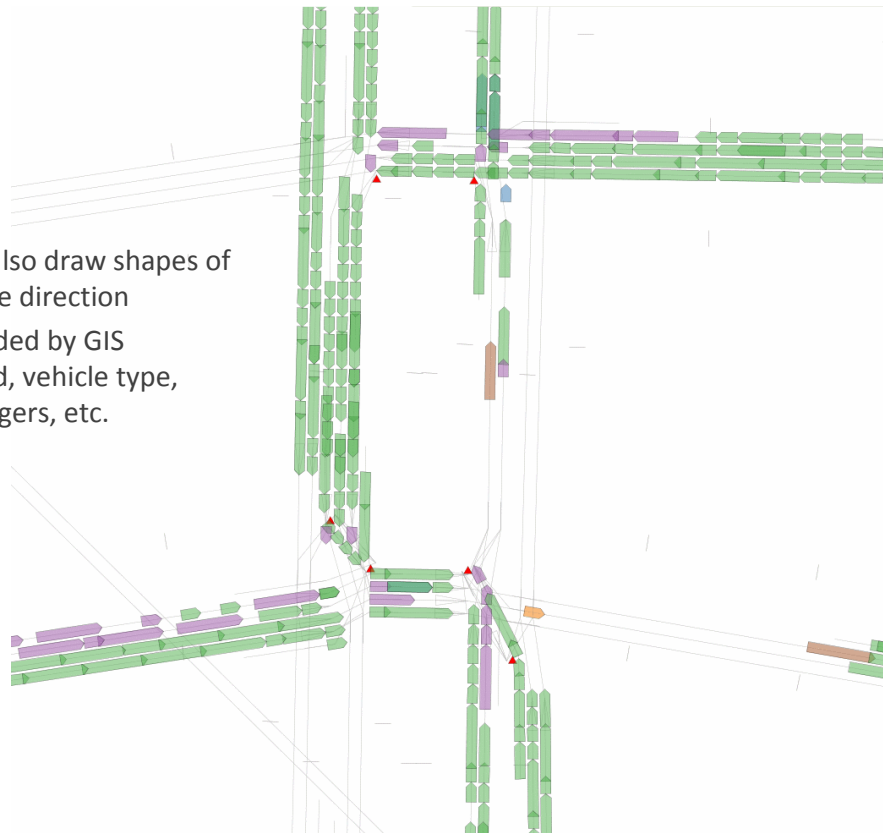 lso draw shapes of
e direction
ded by GIS
d, vehicle type,
gers, etc.